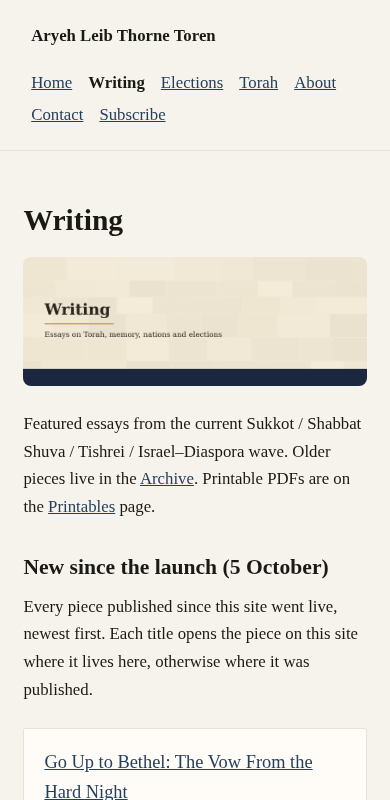 Aryeh Leib Thorne Toren
Home Writing Elections Torah About
Contact Subscribe
Writing
Writing
Essays on Torah, memory, nations and elections
Featured essays from the current Sukkot / Shabbat
Shuva / Tishrei / Israel–Diaspora wave. Older
pieces live in the Archive. Printable PDFs are on
the Printables page.
New since the launch (5 October)
Every piece published since this site went live,
newest first. Each title opens the piece on this site
where it lives here, otherwise where it was
published.
Go Up to Bethel: The Vow From the
Hard Night